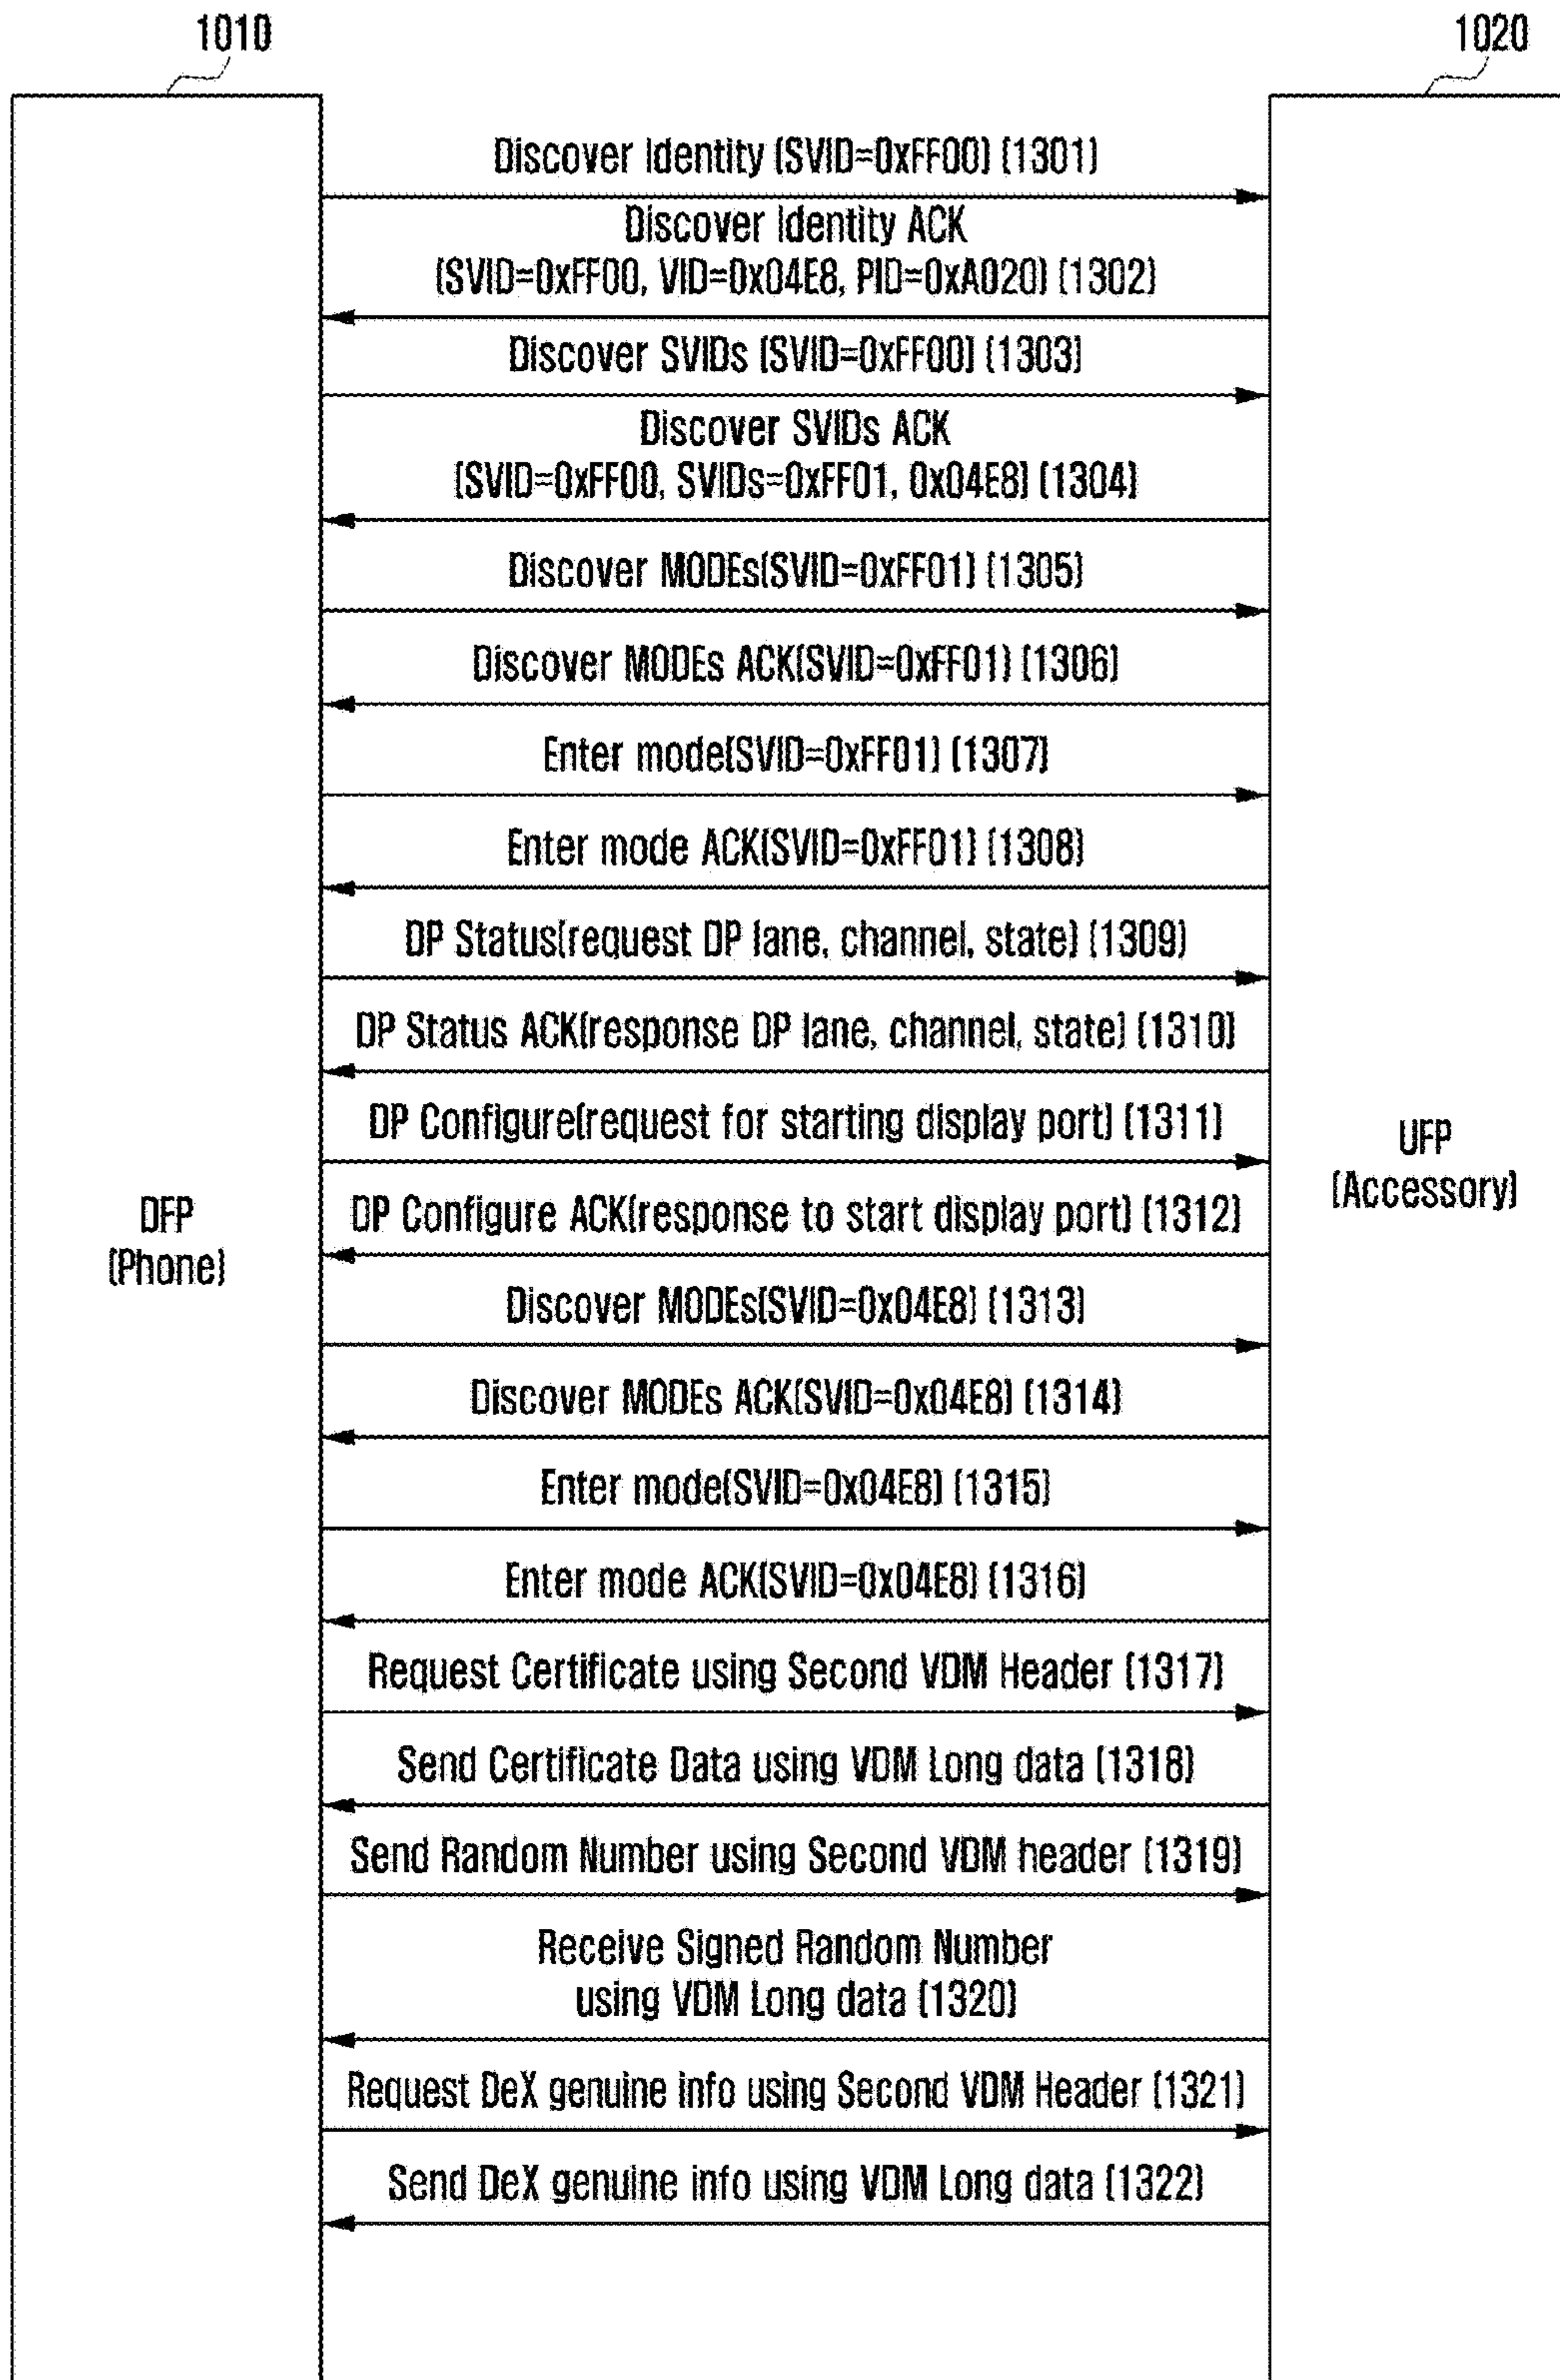 1010
1020
Discover Identity (SVID=0xFF00) (1301)
Discover Identity ACK
(SVID=0xFF00, VID=0x04E8, PID=0xA020) (1302)
Discover SVIDs (SVID=0xFF00) (1303)
Discover SVIDs ACK
(SVID=0xFF00, SVIDs=0xFF01, 0x04E8) (1304)
Discover MODEs(SVID=0xFF01) (1305)
Discover MODEs ACK(SVID=0xFF01) (1306)
Enter mode(SVID=0xFF01) (1307)
Enter mode ACK(SVID=0xFF01) (1308)
DP Status(request DP lane, channel, state) (1309)
DP Status ACK(response DP lane, channel, state) (1310)
DP Configure(request for starting display port) (1311)
DP Configure ACK(response to start display port) (1312)
DFP
(Phone)
UFP
(Accessory)
Discover MODEs(SVID=0x04E8) (1313)
Discover MODEs ACK(SVID=0x04E8) (1314)
Enter mode(SVID=0x04E8) (1315)
Enter mode ACK(SVID=0x04E8) (1316)
Request Certificate using Second VDM Header (1317)
Send Certificate Data using VDM Long data (1318)
Send Random Number using Second VDM header (1319)
Receive Signed Random Number
using VDM Long data (1320)
Request DeX genuine info using Second VDM Header (1321)
Send DeX genuine info using VDM Long data (1322)